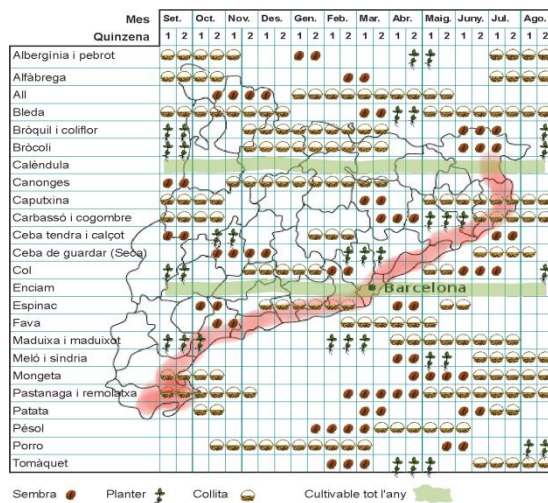 Mes Set. Oct. Nov. Des. Gen. Feb. Mar. Abr. Maig. Juny. Jul. Ago.
Quinzena 1 2 1 2 1 2 1 2 1 2 1 2 1 2 1 2 1 2 1 2 1 2 1 2
Albergínia i pebrot
Alfàbrega
All
Bleda
Bròquil i coliflor
Bròcoli
Caléndula
Canonges
Caputxina
Carbassó i cogombre
Ceba tendra i calçot
Ceba de guardar (Seca)
Col
Enciam
Barcelona
Espinac
Fava
Maduixa i maduixot
Meló i síndria
Mongeta
Pastanaga i remolatxa
Patata
Pèsol
Porro
Tomàquet
Sembra Planter Collita Cultivable tot l'any